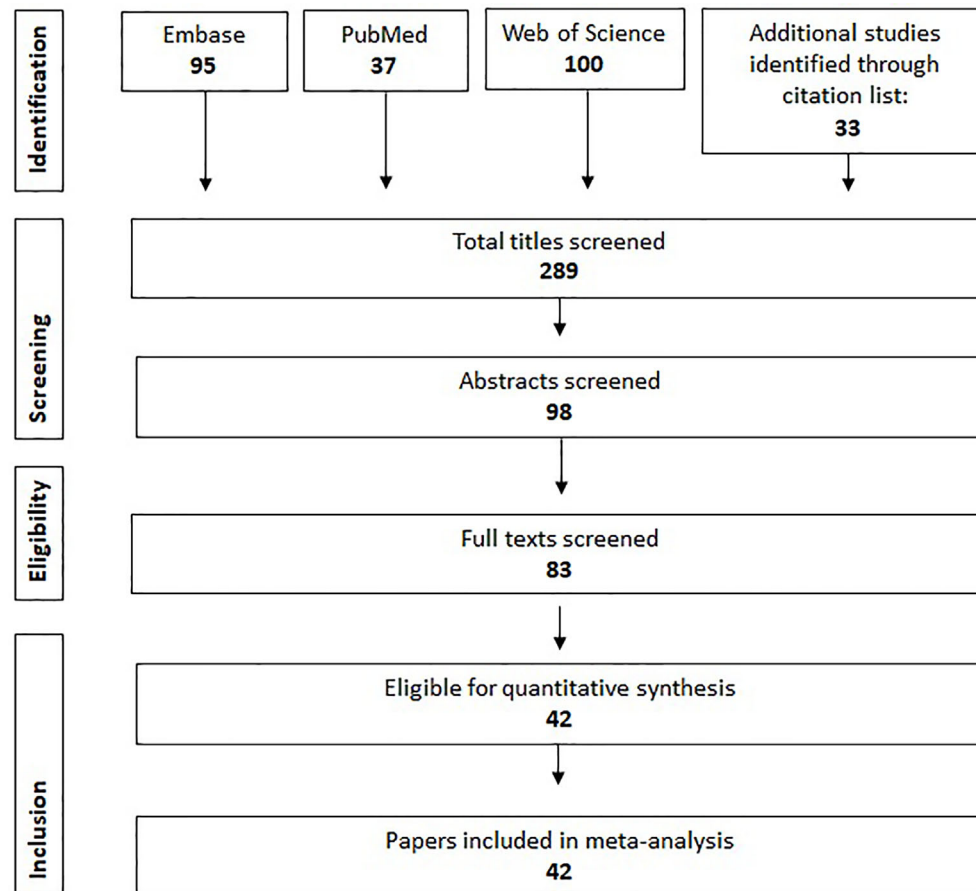 Identification
Embase
95
PubMed
37
Web of Science
100
Additional studies
identified through
citation list:
33
Screening
Total titles screened
289
Abstracts screened
98
Eligibility
Full texts screened
83
Inclusion
Eligible for quantitative synthesis
42
Papers included in meta-analysis
42